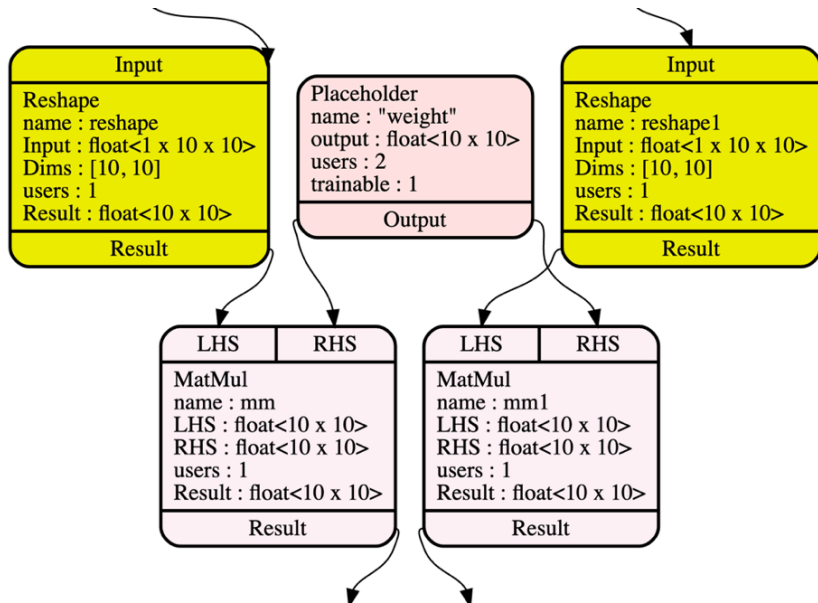 Input
Reshape
name : reshape
Input : float<1 x 10 x 10>
Dims : [10, 10]
users : 1
Result : float<10 x 10>
Result
Placeholder
name : "weight"
output : float<10 x 10>
users : 2
trainable : 1
Output
Input
Reshape
name : reshape1
Input : float<1 x 10 x 10>
Dims : [10, 10]
users : 1
Result : float<10 x 10>
Result
LHS RHS
MatMul
name : mm
LHS : float<10 x 10>
RHS : float<10 x 10>
users : 1
Result : float<10 x 10>
Result
LHS RHS
MatMul
name : mm1
LHS : float<10 x 10>
RHS : float<10 x 10>
users : 1
Result : float<10 x 10>
Result